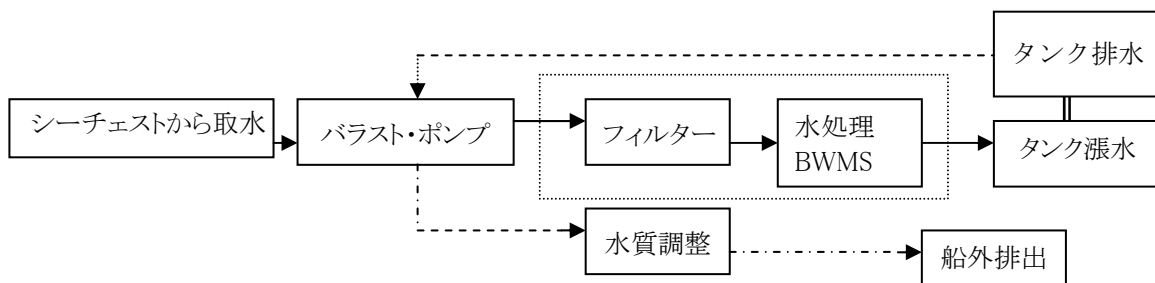 タンク排水
シーチェストから取水
バラスト・ポンプ
フィルター
水処理
BWMS
タンク漲水
水質調整
船外排出